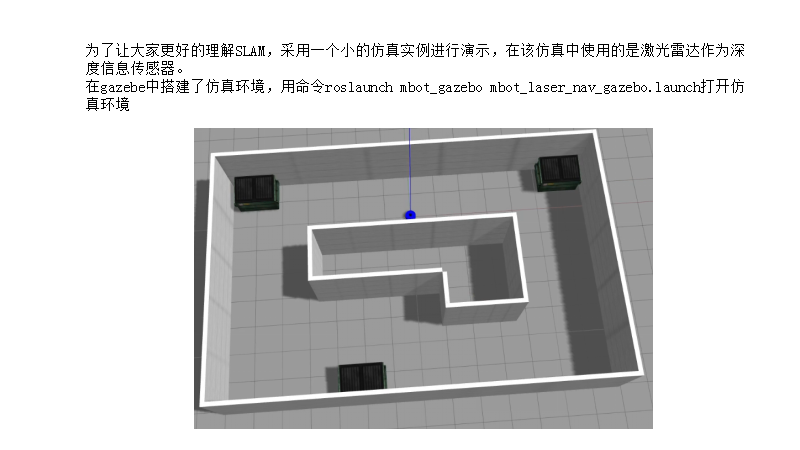 为了让大家更好的理解SLAM，采用一个小的仿真实例进行演示，在该仿真中使用的是激光雷达作为深
度信息传感器。
在gazebe中搭建了仿真环境，用命令roslaunch mbot_gazebo mbot_laser_nav_gazebo.launch打开仿
真环境